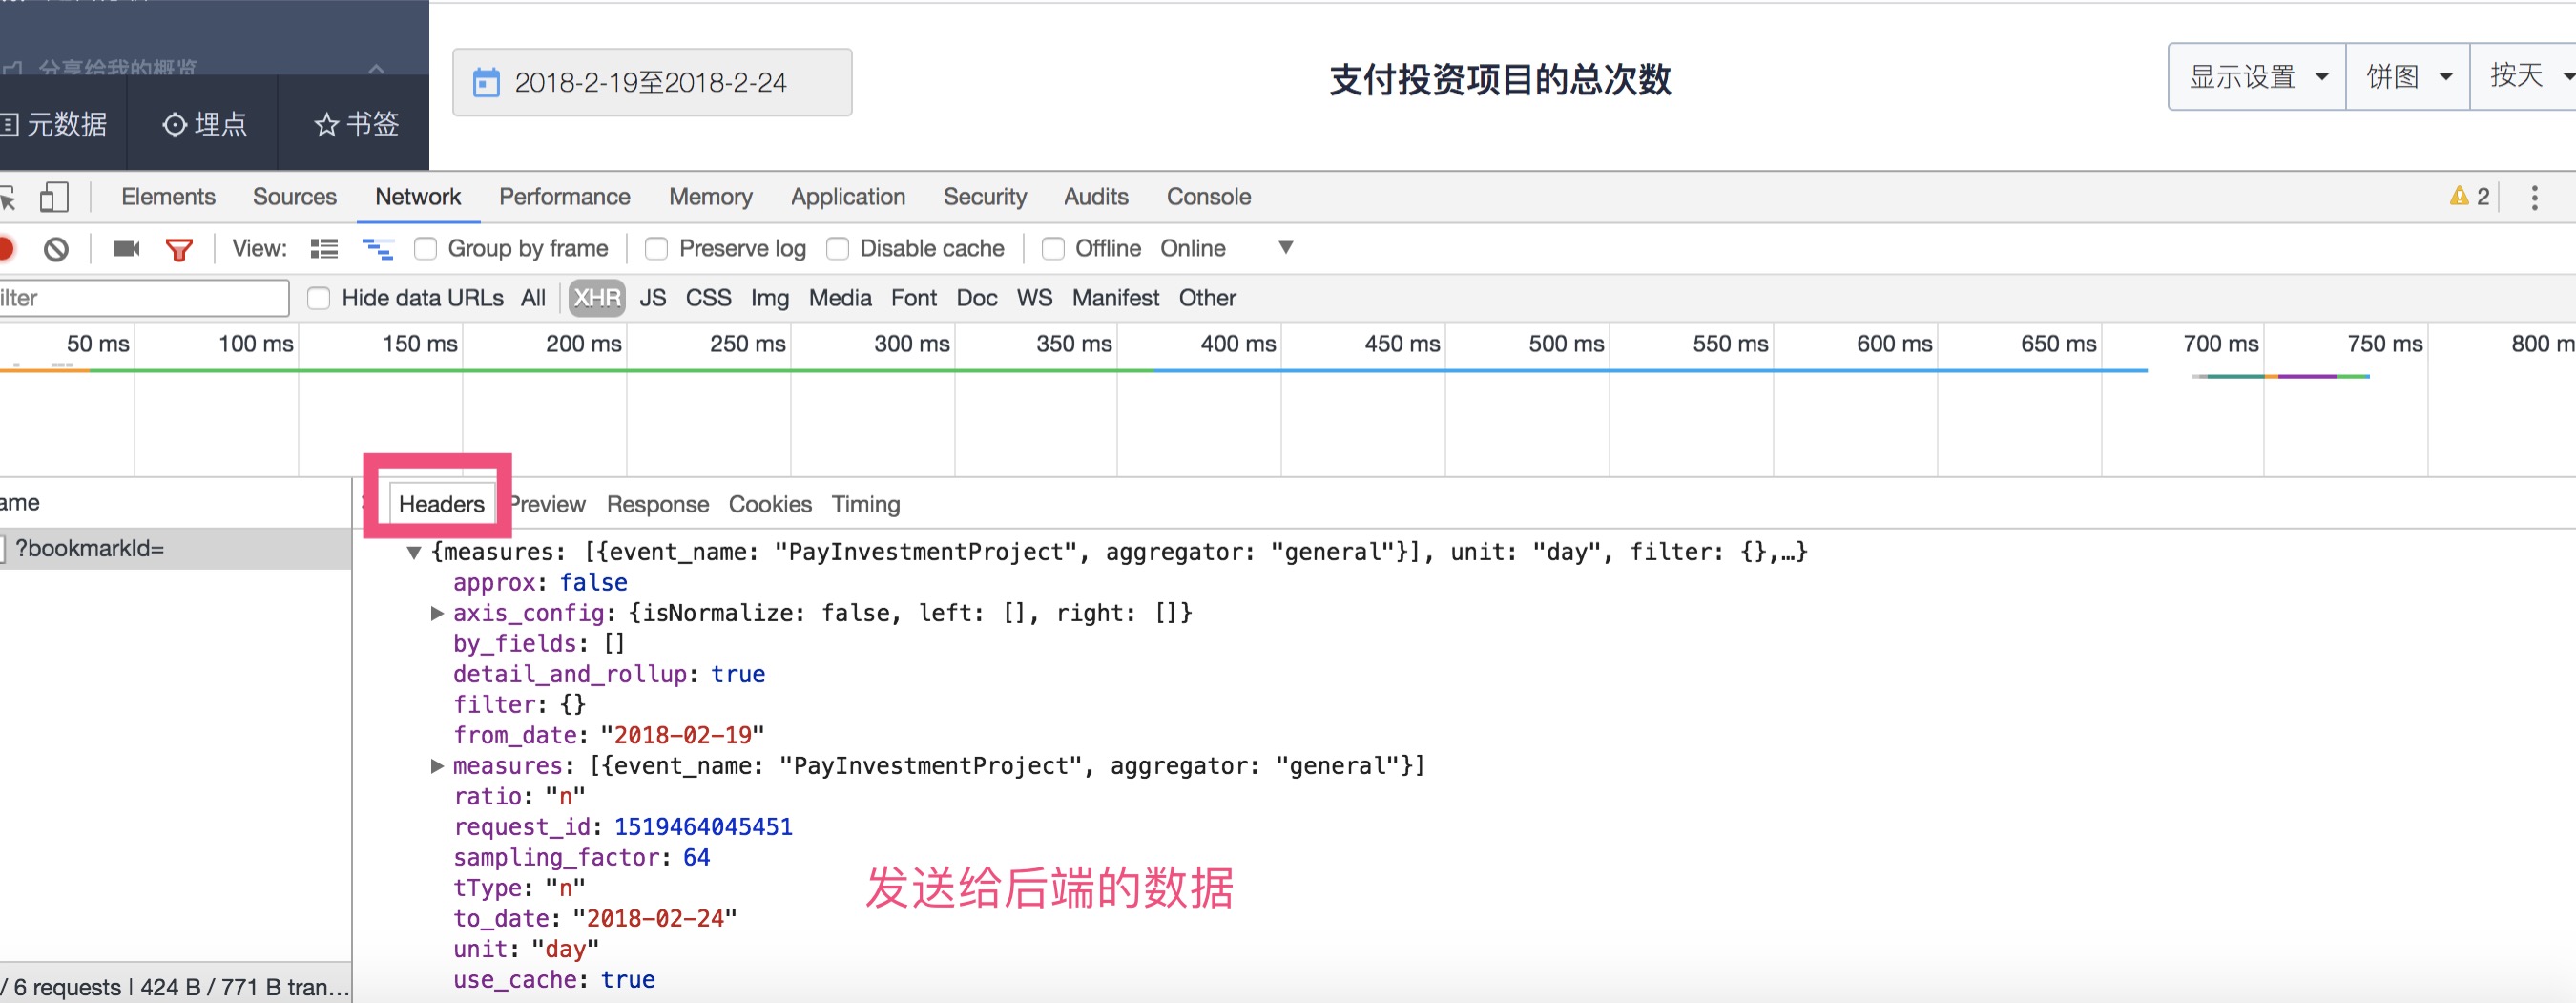 分享给我的概览
元数据
埋点
书签
2018-2-19至2018-2-24
支付投资项目的总次数
显示设置
饼图
按天
Elements Sources Network Performance Memory Application Security Audits Console
2
View: Group by frame Preserve log Disable cache Offline Online
ilter
Hide data URLs All XHR JS CSS Img Media Font Doc WS Manifest Other
50 ms 100 ms 150 ms 200 ms 250 ms 300 ms 350 ms 400 ms 450 ms 500 ms 550 ms 600 ms 650 ms 700 ms 750 ms 800 m
ame
Headers Preview Response Cookies Timing
?bookmarkId=
{measures: [{event_name: "PayInvestmentProject", aggregator: "general"}], unit: "day", filter: {},…}
approx: false
axis_config: {isNormalize: false, left: [], right: []}
by_fields: []
detail_and_rollup: true
filter: {}
from_date: "2018-02-19"
measures: [{event_name: "PayInvestmentProject", aggregator: "general"}]
ratio: "n"
request_id: 1519464045451
sampling_factor: 64
tType: "n"
发送给后端的数据
to_date: "2018-02-24"
unit: "day"
use_cache: true
/ 6 requests | 424 B / 771 B tran…